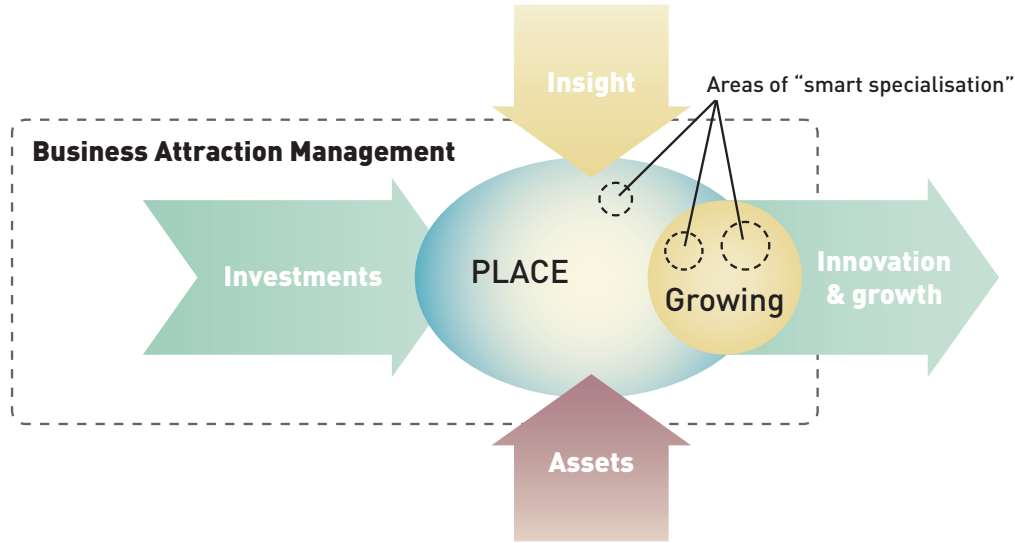 Insight
Areas of “smart specialisation”
Business Attraction Management
Investments
PLACE
Growing
Innovation
& growth
Assets